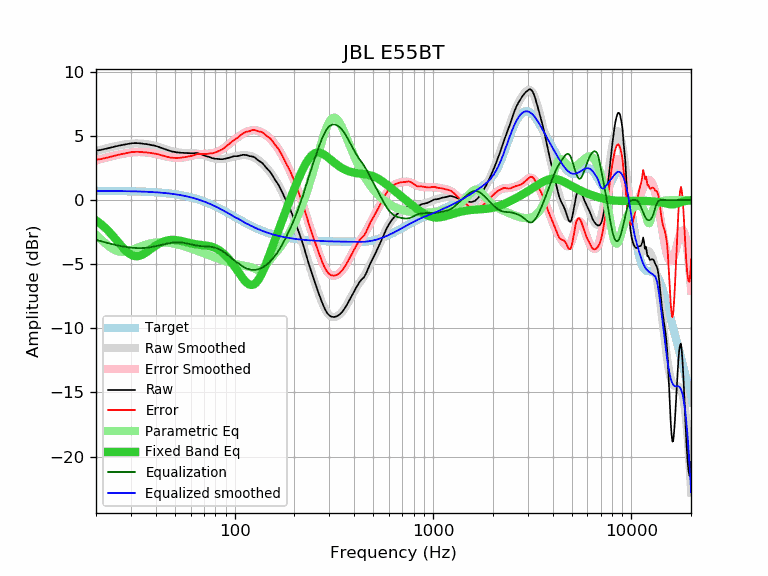 JBL E55BT
10
5
0
−5
−10
−15
−20
Amplitude (dBr)
Target
Raw Smoothed
Error Smoothed
Raw
Error
Parametric Eq
Fixed Band Eq
Equalization
Equalized smoothed
100
1000
10000
Frequency (Hz)